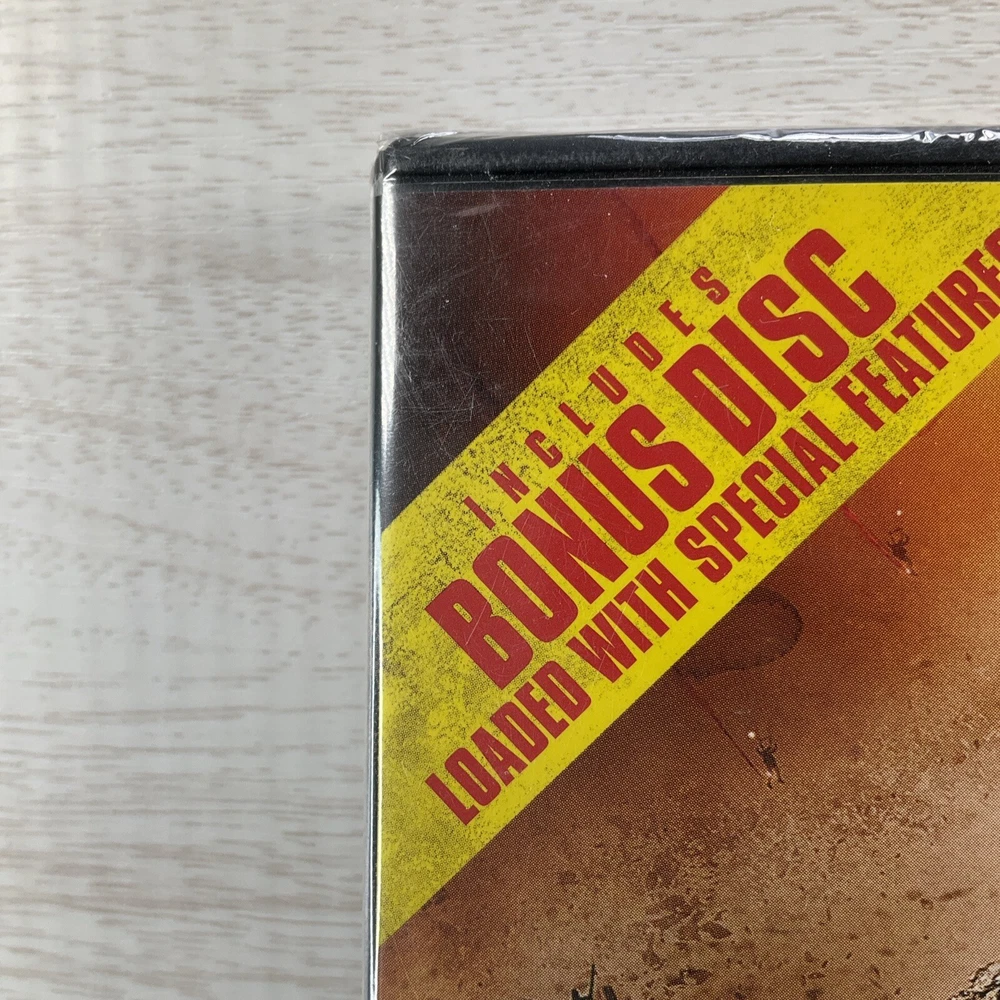 INCLUDES
BONUS DISC
LOADED WITH SPECIAL FEATURES